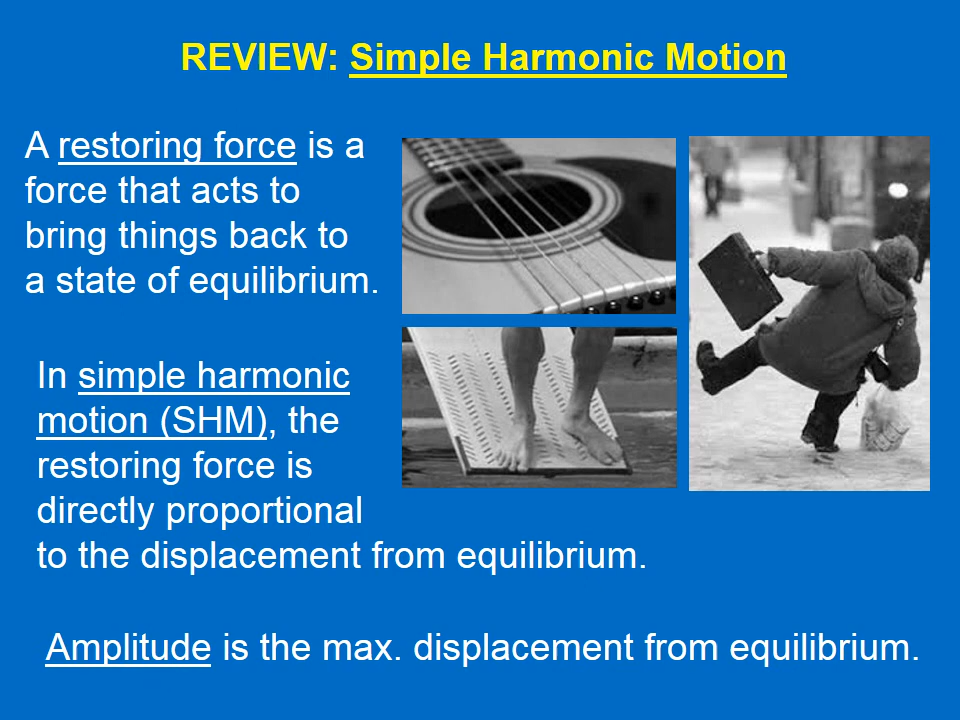 REVIEW: Simple Harmonic Motion
A restoring force is a
force that acts to
bring things back to
a state of equilibrium.
In simple harmonic
motion (SHM), the
restoring force is
directly proportional
to the displacement from equilibrium.
Amplitude is the max. displacement from equilibrium.